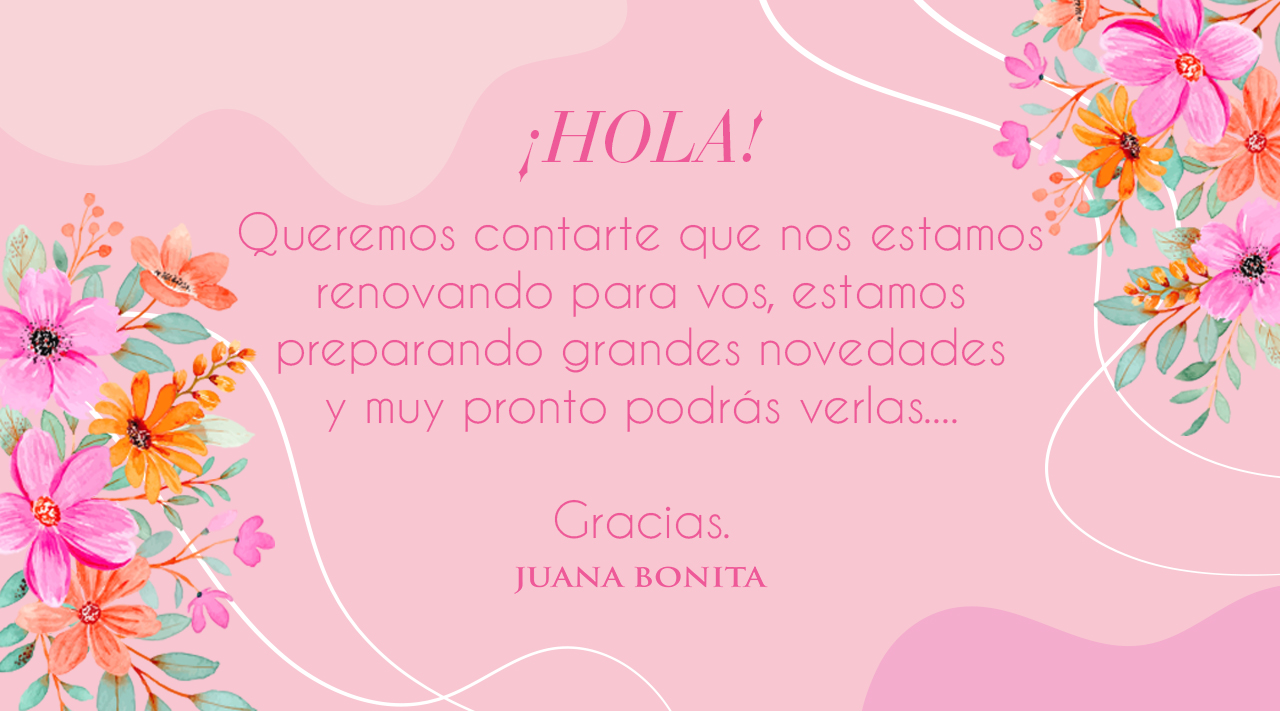 ¡HOLA!
Queremos contarte que nos estamos
renovando para vos, estamos
preparando grandes novedades
y muy pronto podrás verlas....
Gracias.
JUANA BONITA